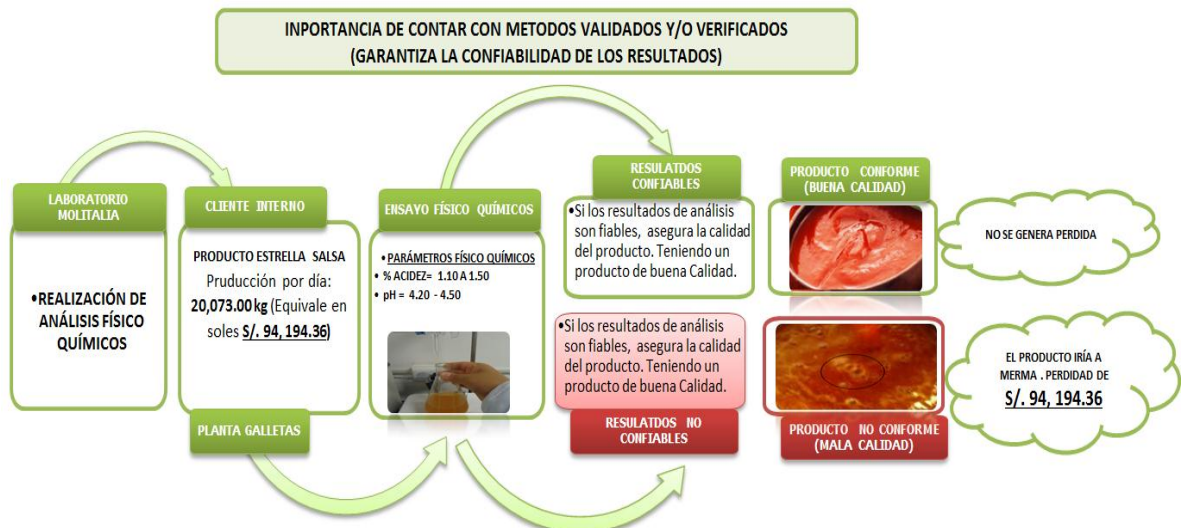 INPORTANCIA DE CONTAR CON METODOS VALIDADOS Y/O VERIFICADOS
(GARANTIZA LA CONFIABILIDAD DE LOS RESULTADOS)
LABORATORIO
MOLITALIA
•REALIZACIÓN DE
ANÁLISIS FÍSICO
QUÍMICOS
CLIENTE INTERNO
PRODUCTO ESTRELLA SALSA
Pruducción por día:
20,073.00 kg (Equivale en
soles S/. 94, 194.36)
PLANTA GALLETAS
ENSAYO FÍSICO QUÍMICOS
•PARÁMETROS FÍSICO QUÍMICOS
• % ACIDEZ= 1.10 A 1.50
• pH = 4.20 - 4.50
RESULATDOS
CONFIABLES
•Si los resultados de análisis
son fiables, asegura la calidad
del producto. Teniendo un
producto de buena Calidad.
•Si los resultados de análisis
son fiables, asegura la calidad
del producto. Teniendo un
producto de buena Calidad.
RESULATDOS NO
CONFIABLES
PRODUCTO CONFORME
(BUENA CALIDAD)
PRODUCTO NO CONFORME
(MALA CALIDAD)
NO SE GENERA PERDIDA
EL PRODUCTO IRÍA A
MERMA . PERDIDAD DE
S/. 94, 194.36